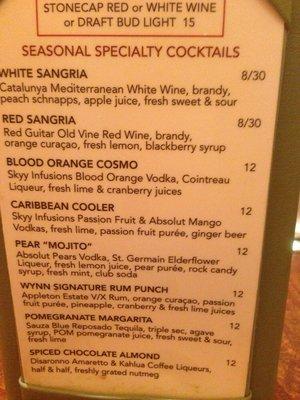 STONECAP RED or WHITE WINE
or DRAFT BUD LIGHT 15
SEASONAL SPECIALTY COCKTAILS
WHITE SANGRIA 8/30
Catalunya Mediterranean White Wine, brandy,
peach schnapps, apple juice, fresh sweet & sour
RED SANGRIA 8/30
Red Guitar Old Vine Red Wine, brandy,
orange curaçao, fresh lemon, blackberry syrup
BLOOD ORANGE COSMO 12
Skyy Infusions Blood Orange Vodka, Cointreau
Liqueur, fresh lime & cranberry juices
CARIBBEAN COOLER 12
Skyy Infusions Passion Fruit & Absolut Mango
Vodkas, fresh lime, passion fruit purée, ginger beer
PEAR "MOJITO" 12
Absolut Pears Vodka, St. Germain Elderflower
Liqueur, fresh lemon juice, pear purée, rock candy
syrup, fresh mint, club soda
WYNN SIGNATURE RUM PUNCH 12
Appleton Estate V/X Rum, orange curaçao, passion
fruit purée, pineapple, cranberry & fresh lime juices
POMEGRANATE MARGARITA 12
Sauza Blue Reposado Tequila, triple sec, agave
syrup, POM pomegranate juice, fresh sweet & sour,
fresh lime
SPICED CHOCOLATE ALMOND 12
Disaronno Amaretto & Kahlua Coffee Liqueurs,
half & half, freshly grated nutmeg